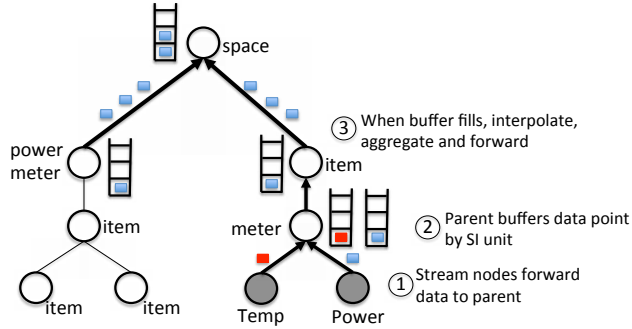 space
③ When buffer fills, interpolate,
aggregate and forward
power
meter
item
item
meter
② Parent buffers data point
by SI unit
① Stream nodes forward
data to parent
item
item
Temp
Power